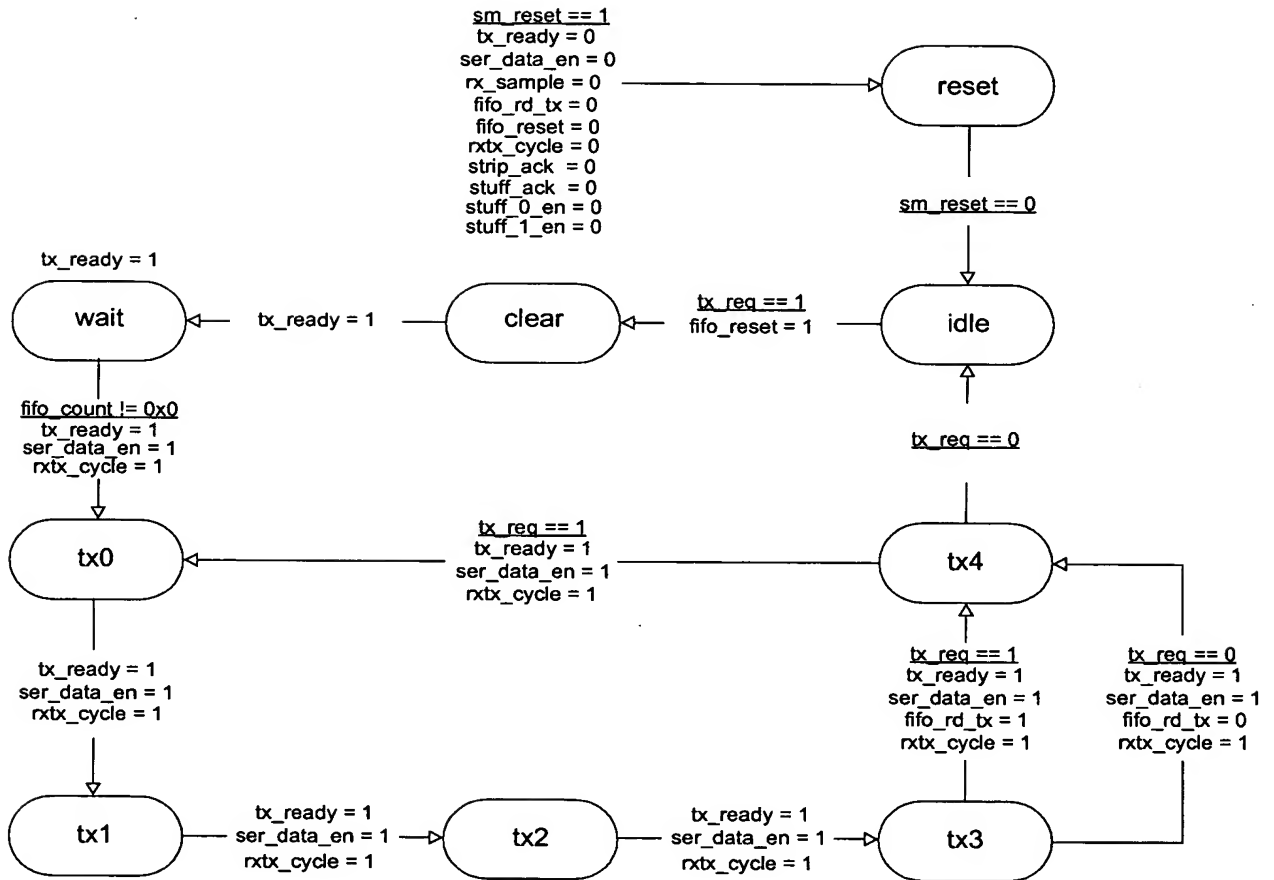 sm_reset == 1
tx_ready = 0
ser_data_en = 0
rx_sample = 0
fifo_rd_tx = 0
fifo_reset = 0
rxtx_cycle = 0
strip_ack = 0
stuff_ack = 0
stuff_0_en = 0
stuff_1_en = 0
reset
sm_reset == 0
tx_ready = 1
wait
tx_ready = 1
clear
tx_req == 1
fifo_reset = 1
idle
fifo_count != 0x0
tx_ready = 1
ser_data_en = 1
rxtx_cycle = 1
tx_req == 0
tx0
tx_req == 1
tx_ready = 1
ser_data_en = 1
rxtx_cycle = 1
tx4
tx_ready = 1
ser_data_en = 1
rxtx_cycle = 1
tx_req == 1
tx_ready = 1
ser_data_en = 1
fifo_rd_tx = 1
rxtx_cycle = 1
tx_req == 0
tx_ready = 1
ser_data_en = 1
fifo_rd_tx = 0
rxtx_cycle = 1
tx1
tx_ready = 1
ser_data_en = 1
rxtx_cycle = 1
tx2
tx_ready = 1
ser_data_en = 1
rxtx_cycle = 1
tx3